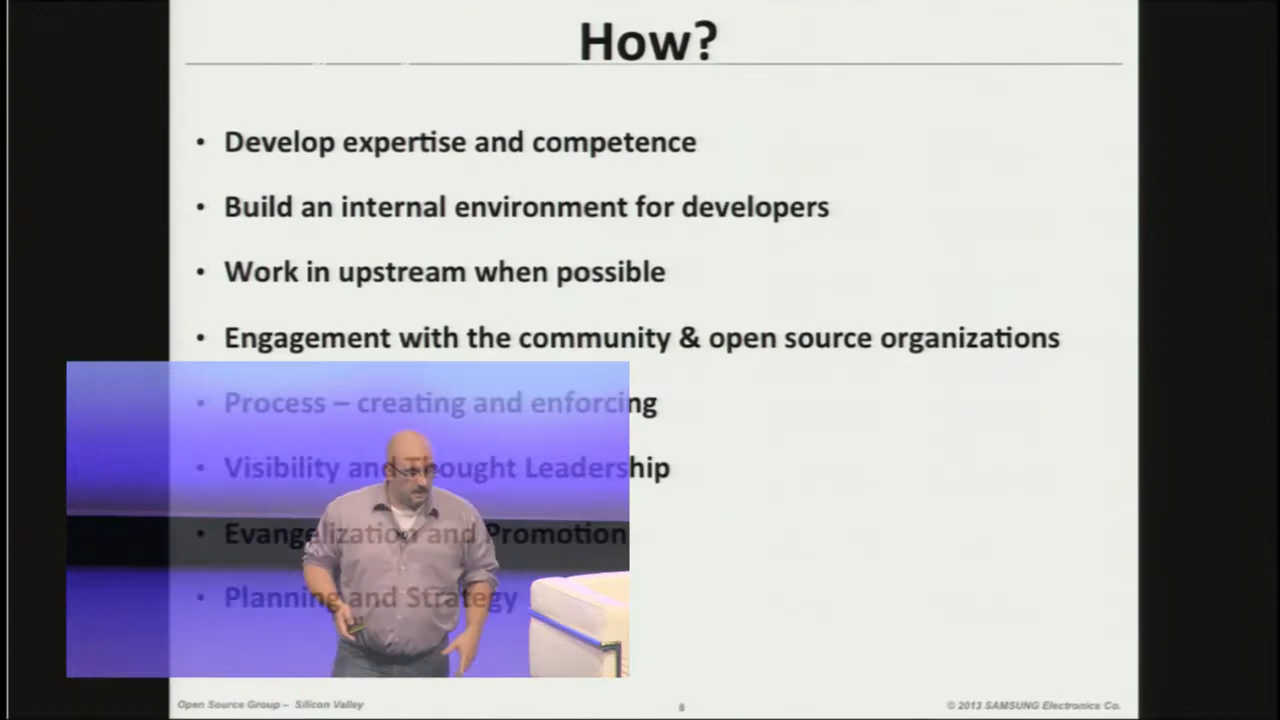 How?
• Develop expertise and competence
• Build an internal environment for developers
• Work in upstream when possible
• Engagement with the community & open source organizations
• Process – creating and enforcing
• Visibility and Thought Leadership
• Evangelization and Promotion
• Planning and Strategy
Open Source Group – Silicon Valley
8
© 2013 SAMSUNG Electronics Co.